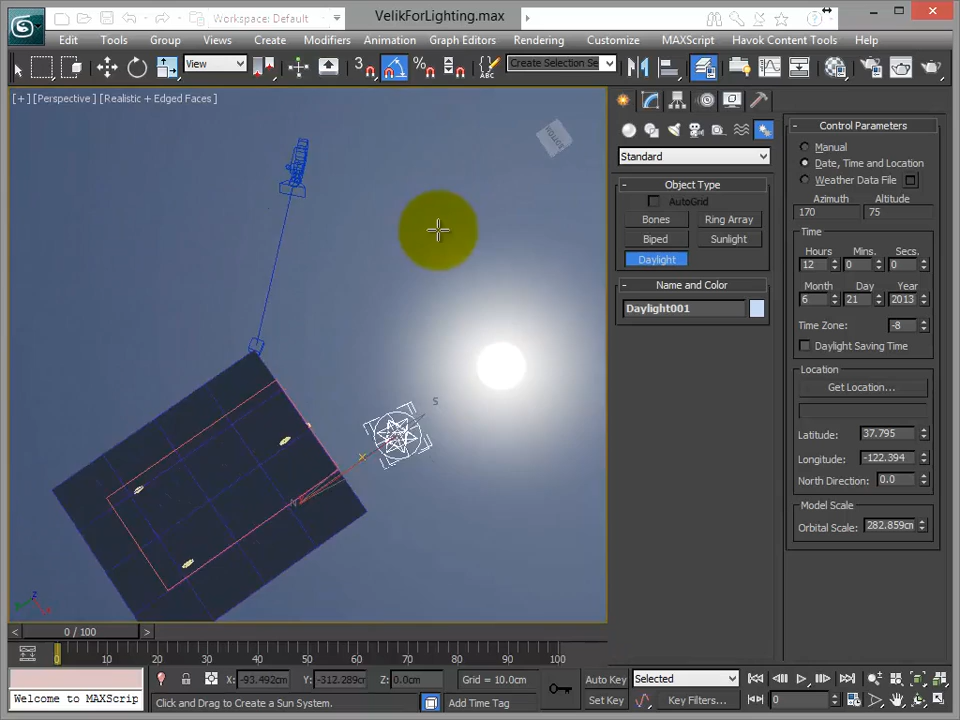 Workspace: Default
VelikForLighting.max
Edit Tools Group Views Create Modifiers Animation Graph Editors Rendering Customize MAXScript Havok Content Tools Help
View
3
Create Selection Se
ABC
[+] [Perspective] [Realistic + Edged Faces]
S
Standard
Object Type
AutoGrid
Bones Ring Array
Biped Sunlight
Daylight
Name and Color
Daylight001
Control Parameters
Manual
Date, Time and Location
Weather Data File
Azimuth Altitude
170 75
Time
Hours Mins. Secs.
12 0 0
Month Day Year
6 21 2013
Time Zone: -8
Daylight Saving Time
Location
Get Location...
Latitude: 37.795
Longitude: -122.394
North Direction: 0.0
Model Scale
Orbital Scale: 282.859cm
0 / 100
0 10 20 30 40 50 60 70 80 90 100
X: -93.492cm Y: -312.289cm Z: 0.0cm Grid = 10.0cm
Auto Key Selected
Welcome to MAXScrip
Click and Drag to Create a Sun System.
Add Time Tag
Set Key Key Filters... 0